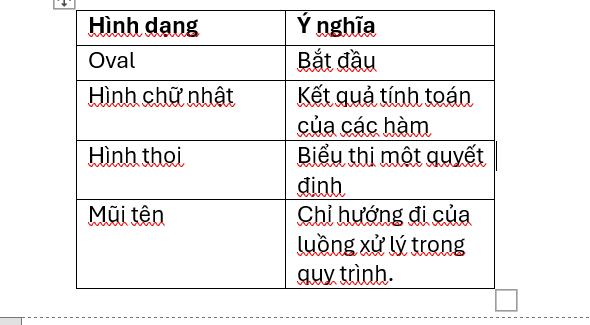 Hình dạng Ý nghĩa
Oval Bắt đầu
Hình chữ nhật Kết quả tính toán
của các hàm
Hình thoi Biểu thị một quyết
định
Mũi tên Chỉ hướng đi của
luồng xử lý trong
quy trình.